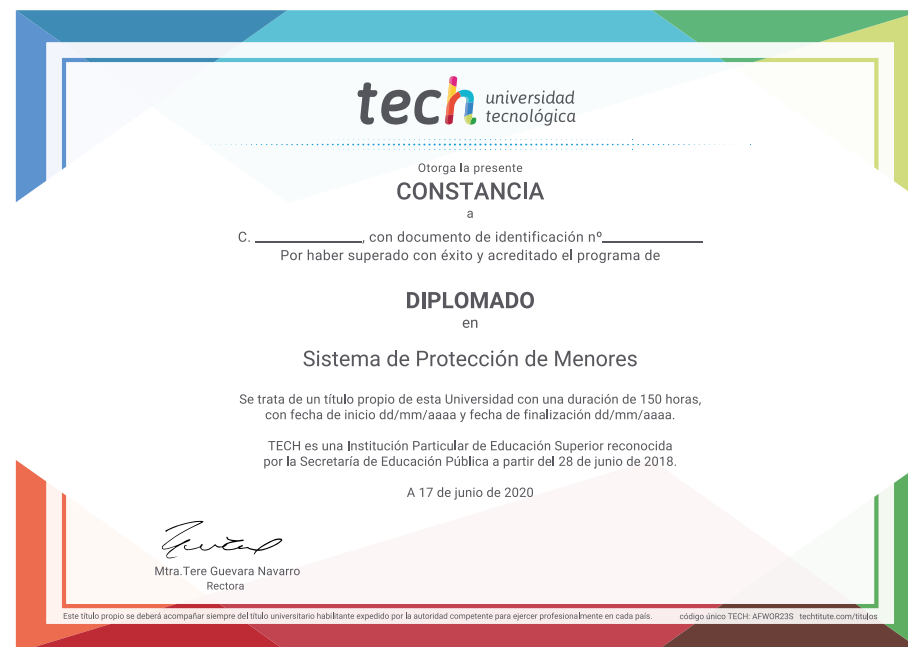 tech universidad
tecnológica
Otorga la presente
CONSTANCIA
a
C. ______________, con documento de identificación nº______________
Por haber superado con éxito y acreditado el programa de
DIPLOMADO
en
Sistema de Protección de Menores
Se trata de un título propio de esta Universidad con una duración de 150 horas,
con fecha de inicio dd/mm/aaaa y fecha de finalización dd/mm/aaaa.
TECH es una Institución Particular de Educación Superior reconocida
por la Secretaría de Educación Pública a partir del 28 de junio de 2018.
A 17 de junio de 2020
Mtra.Tere Guevara Navarro
Rectora
Este título propio se deberá acompañar siempre del título universitario habilitante expedido por la autoridad competente para ejercer profesionalmente en cada país. código único TECH: AFWOR23S techtitute.com/titulos